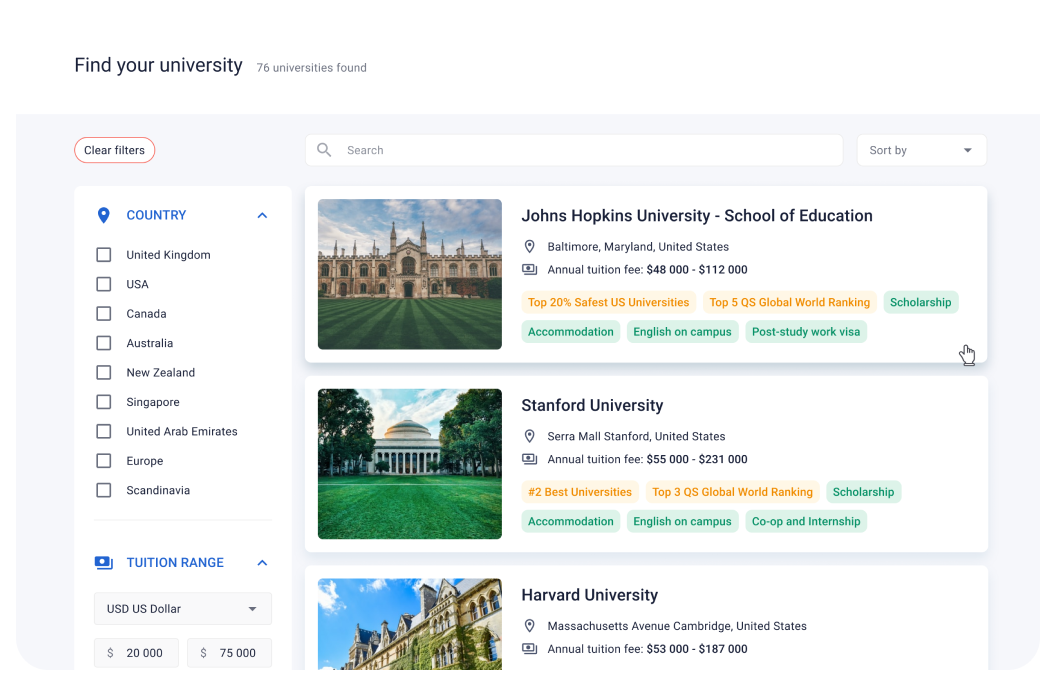 Find your university 76 universities found
Clear filters
Search
Sort by
COUNTRY
United Kingdom
USA
Canada
Australia
New Zealand
Singapore
United Arab Emirates
Europe
Scandinavia
TUITION RANGE
USD US Dollar
$ 20 000 $ 75 000
Johns Hopkins University - School of Education
Baltimore, Maryland, United States
Annual tuition fee: $48 000 - $112 000
Top 20% Safest US Universities Top 5 QS Global World Ranking Scholarship
Accommodation English on campus Post-study work visa
Stanford University
Serra Mall Stanford, United States
Annual tuition fee: $55 000 - $231 000
#2 Best Universities Top 3 QS Global World Ranking Scholarship
Accommodation English on campus Co-op and Internship
Harvard University
Massachusetts Avenue Cambridge, United States
Annual tuition fee: $53 000 - $187 000